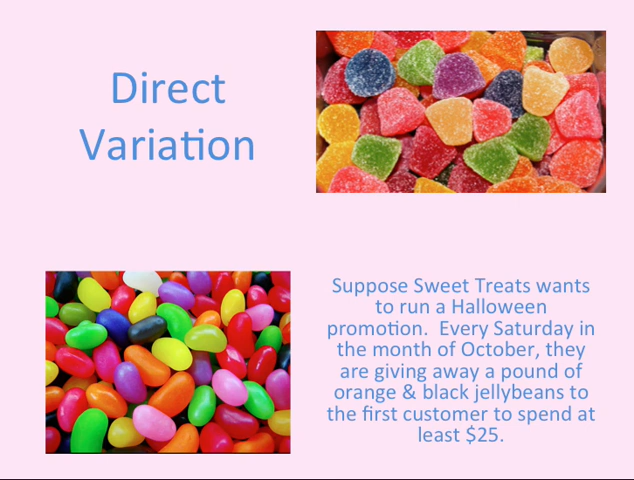 Direct
Variation
Suppose Sweet Treats wants
to run a Halloween
promotion.  Every Saturday in
the month of October, they
are giving away a pound of
orange & black jellybeans to
the first customer to spend at
least $25.